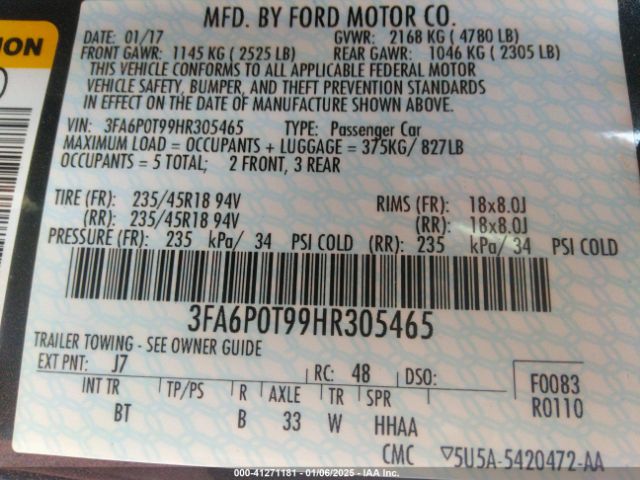 ION
MFD. BY FORD MOTOR CO.
DATE: 01/17 GVWR: 2168 KG ( 4780 LB)
FRONT GAWR: 1145 KG ( 2525 LB) REAR GAWR: 1046 KG ( 2305 LB)
THIS VEHICLE CONFORMS TO ALL APPLICABLE FEDERAL MOTOR
VEHICLE SAFETY, BUMPER, AND THEFT PREVENTION STANDARDS
IN EFFECT ON THE DATE OF MANUFACTURE SHOWN ABOVE.
VIN: 3FA6P0T99HR305465 TYPE: Passenger Car
MAXIMUM LOAD = OCCUPANTS + LUGGAGE = 375KG/ 827LB
OCCUPANTS = 5 TOTAL; 2 FRONT, 3 REAR
TIRE (FR): 235/45R18 94V RIMS (FR): 18x8.0J
(RR): 235/45R18 94V (RR): 18x8.0J
PRESSURE (FR): 235 kPa/ 34 PSI COLD (RR): 235 kPa/ 34 PSI COLD
3FA6P0T99HR305465
TRAILER TOWING - SEE OWNER GUIDE
EXT PNT: J7 RC: 48 DSO: F0083
R0110
INT TR TP/PS R AXLE TR SPR
BT B 33 W HHAA
CMC ▽5U5A-5420472-AA
000-41271181 - 01/06/2025 - IAA Inc.